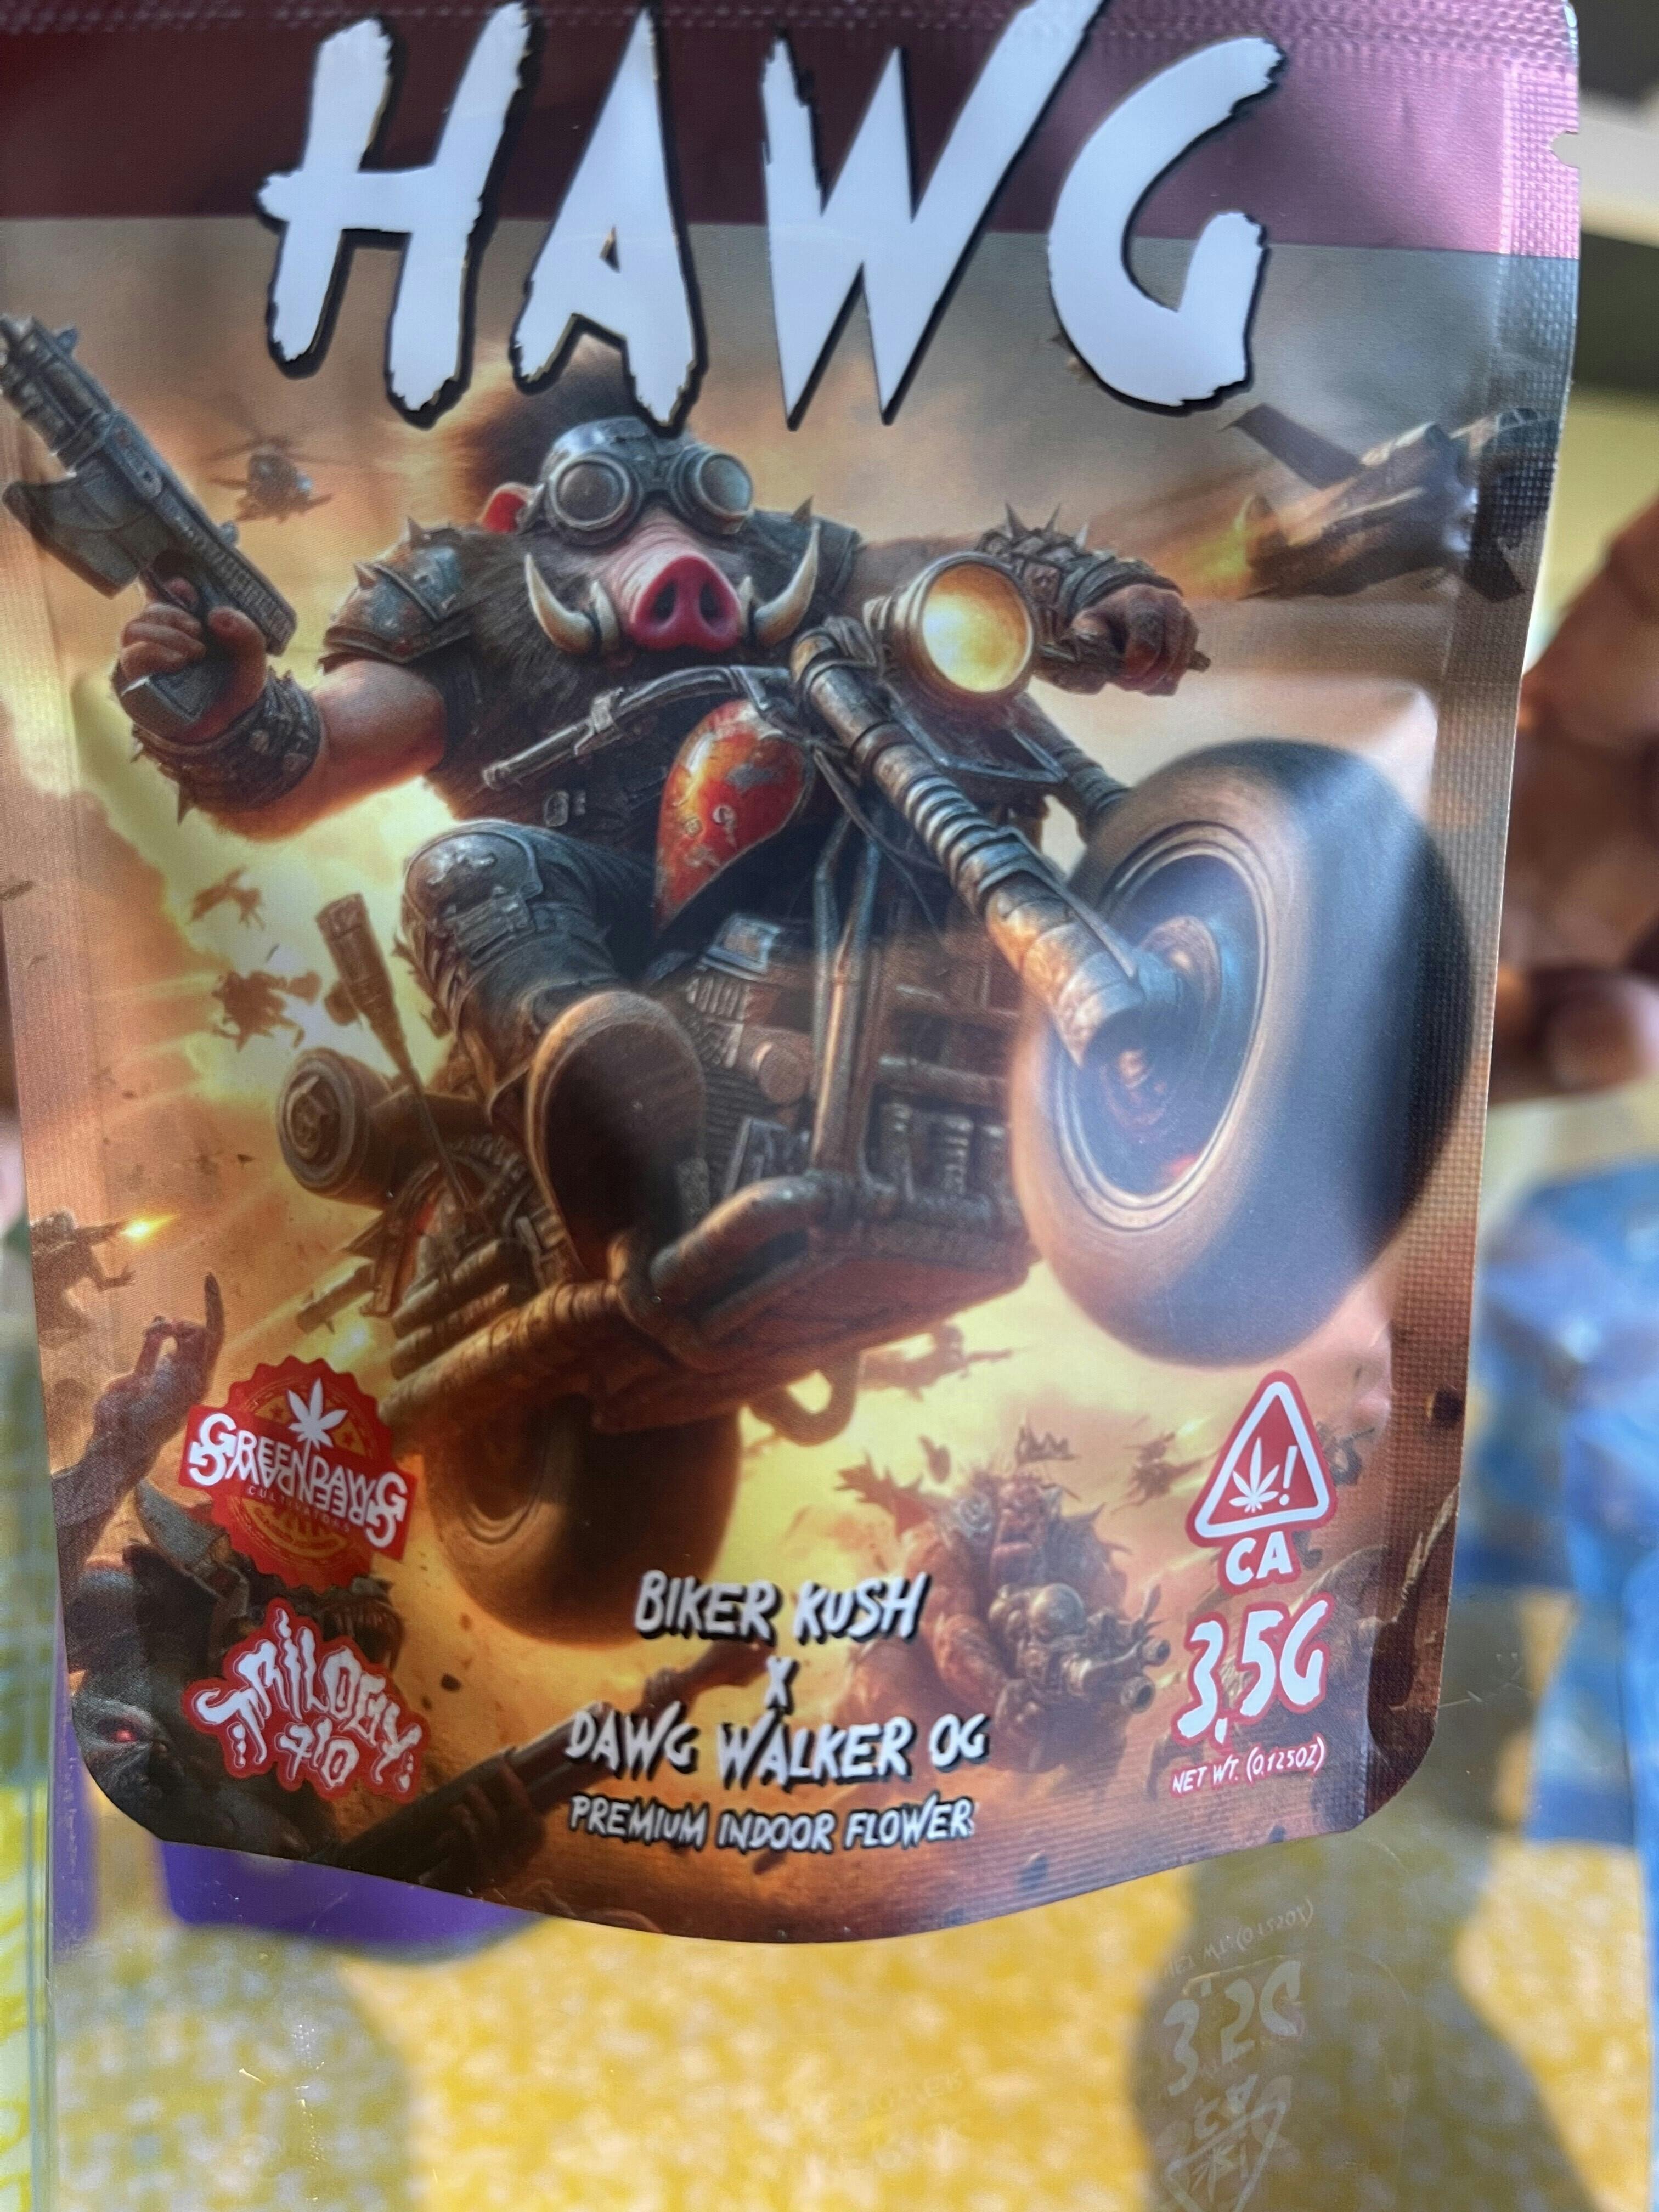 HAWG
GREENDAWG
CULTIVATORS
TRILOGY
710
BIKER KUSH
X
DAWG WALKER OG
PREMIUM INDOOR FLOWER
!
CA
3.5G
NET WT. (0.125OZ)